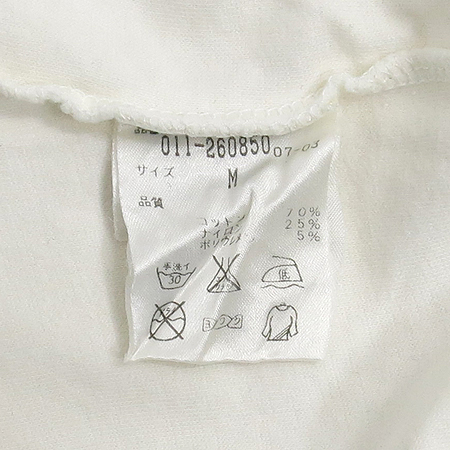 011-260850 07-03
サイズ M
品質
コットン 70%
ナイロン 25%
ポリウレタン 5%
手洗イ
30
低